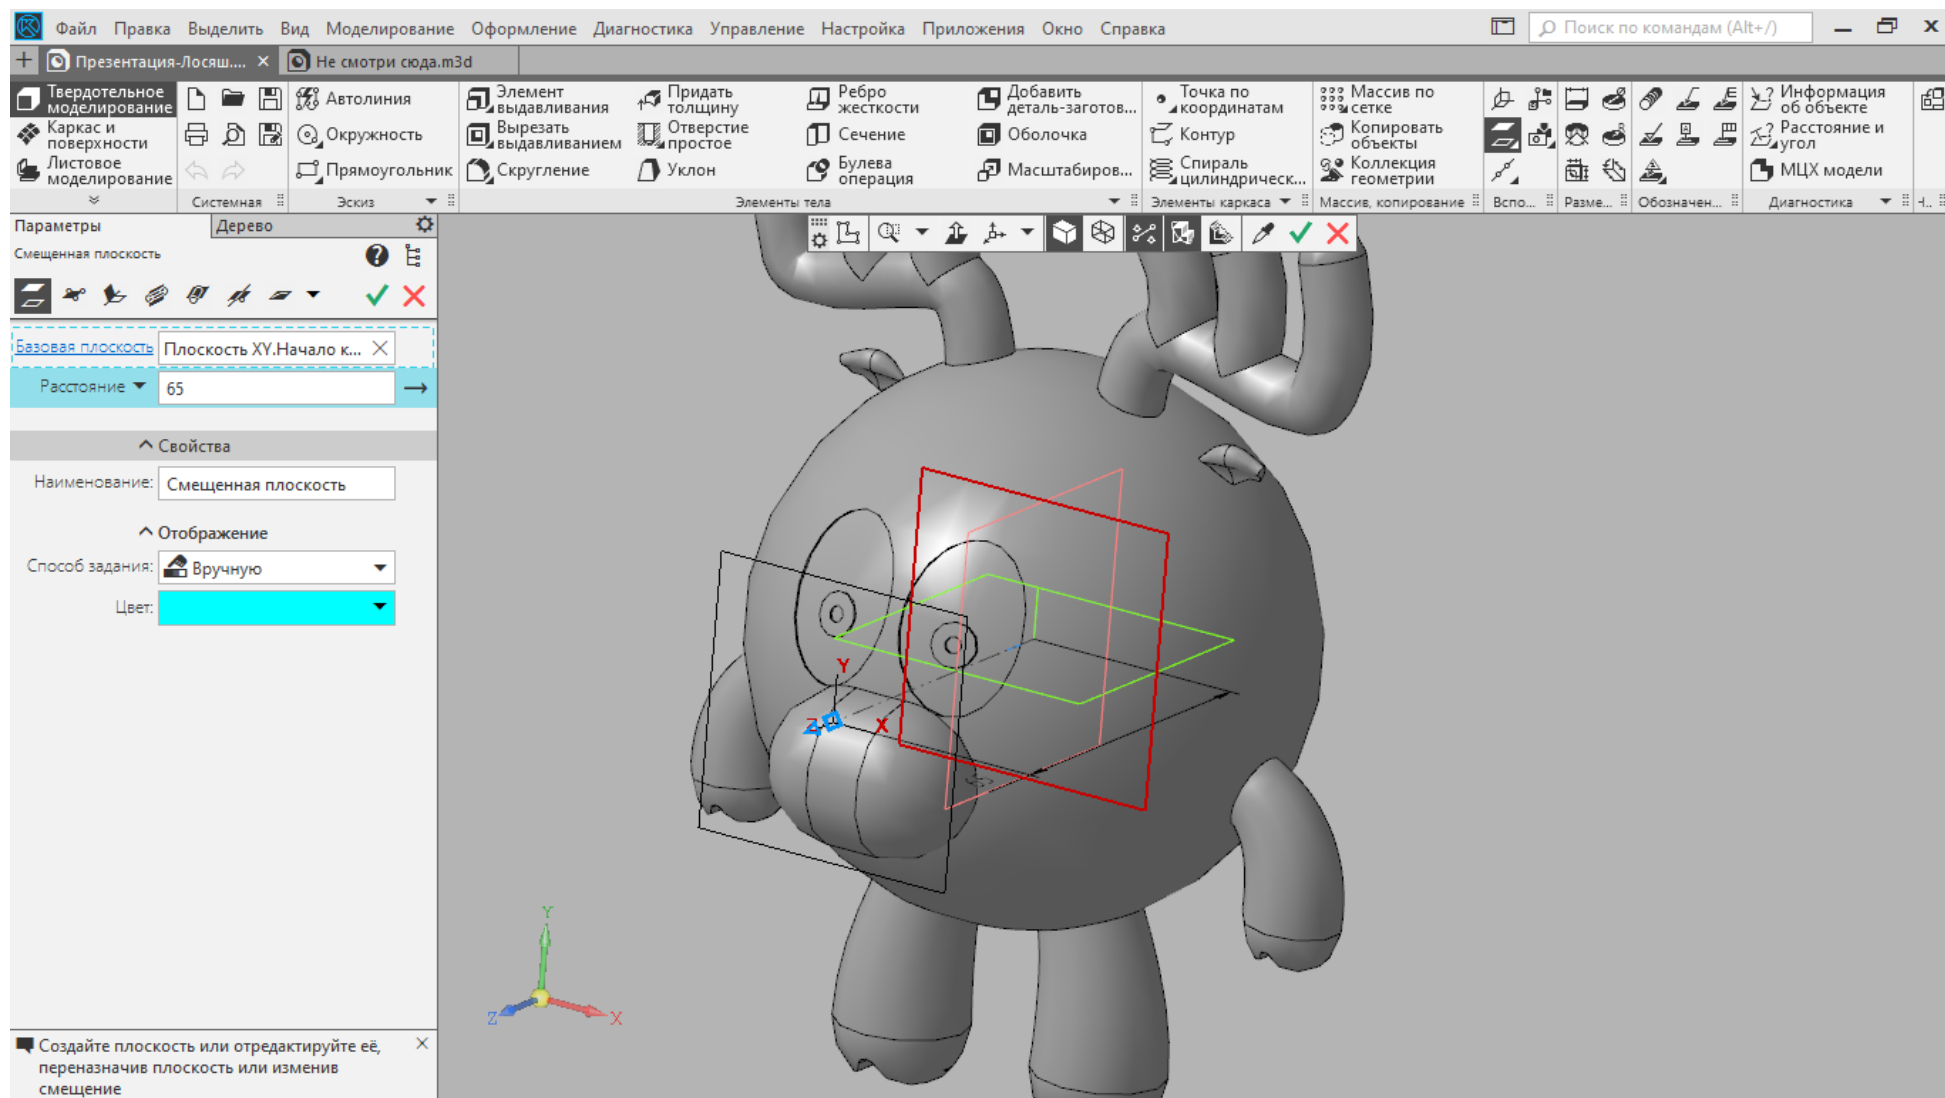 Файл Правка Выделить Вид Моделирование Оформление Диагностика Управление Настройка Приложения Окно Справка
Поиск по командам (Alt+/)
Презентация-Лосяш.... Не смотри сюда.m3d
Твердотельное
моделирование
Каркас и
поверхности
Листовое
моделирование
Системная
Автолиния
Окружность
Прямоугольник
Эскиз
Элемент
выдавливания
Вырезать
выдавливанием
Скругление
Придать
толщину
Отверстие
простое
Уклон
Ребро
жесткости
Сечение
Булева
операция
Добавить
деталь-заготов...
Оболочка
Масштабиров...
Элементы тела
Точка по
координатам
Контур
Спираль
цилиндрическ...
Элементы каркаса
Массив по
сетке
Копировать
объекты
Коллекция
геометрии
Массив, копирование
Вспо...
Разме...
Обозначен...
Информация
об объекте
Расстояние и
угол
МЦХ модели
Диагностика
Параметры
Дерево
Смещенная плоскость
Базовая плоскость Плоскость XY.Начало к...
Расстояние 65
Свойства
Наименование: Смещенная плоскость
Отображение
Способ задания: Вручную
Цвет:
Y
Z
X
Y
Z
X
Создайте плоскость или отредактируйте её,
переназначив плоскость или изменив
смещение